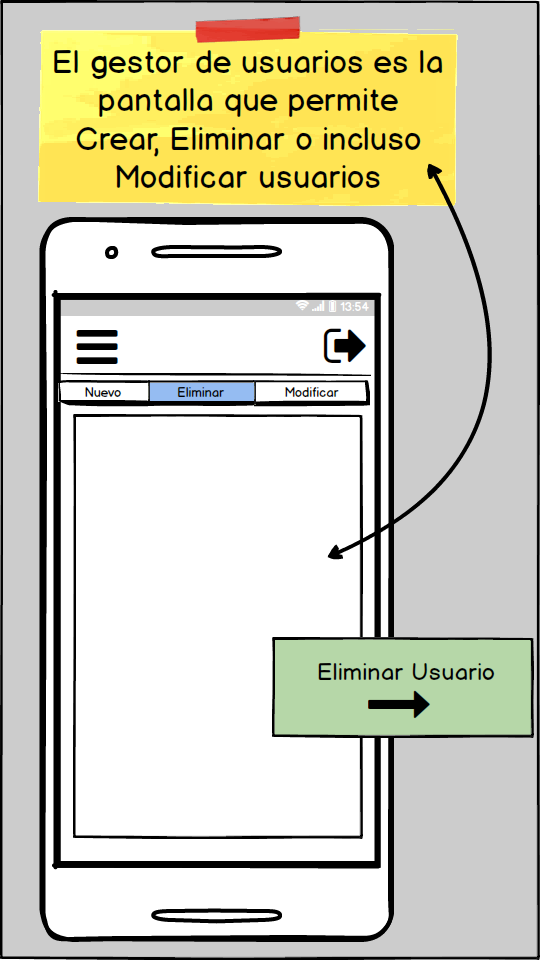 El gestor de usuarios es la
pantalla que permite
Crear, Eliminar o incluso
Modificar usuarios
13:54
Nuevo Eliminar Modificar
Eliminar Usuario